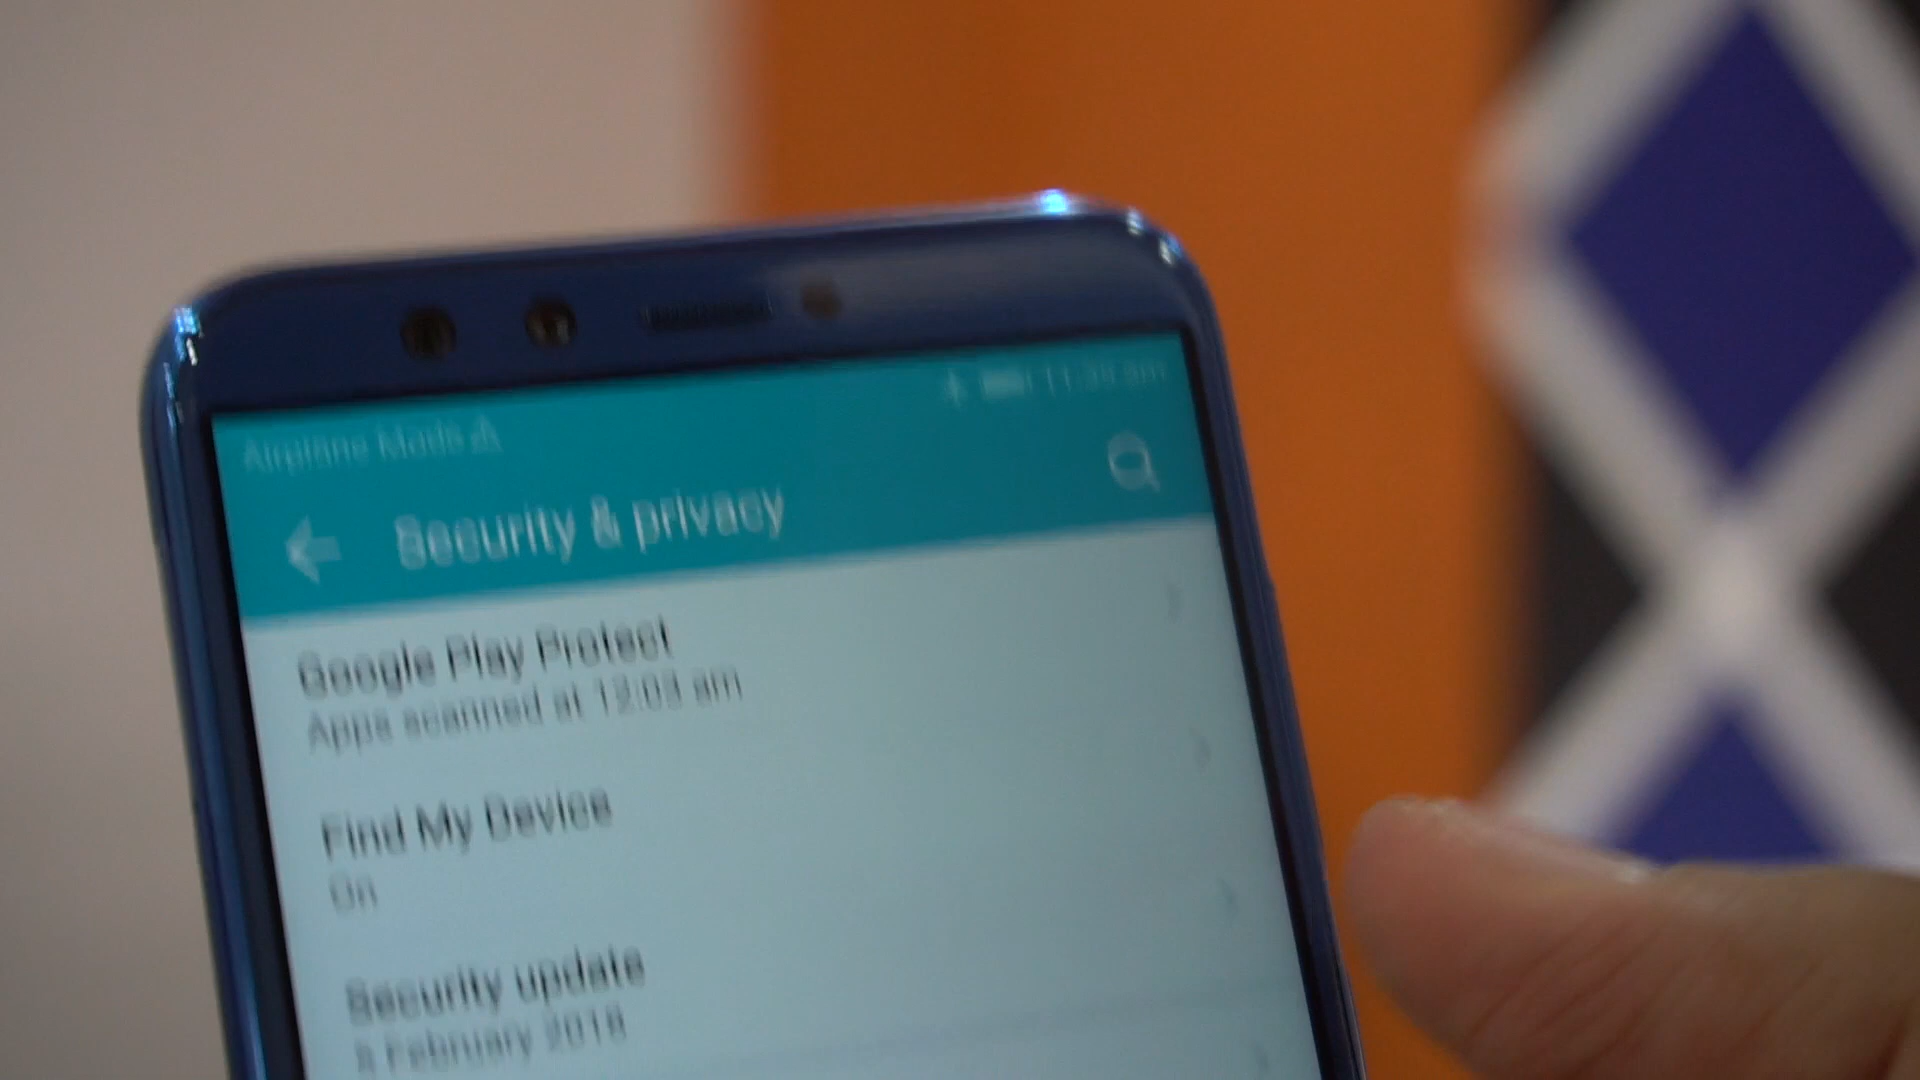 Airplane Mode
Security & privacy
Google Play Protect
Apps scanned at 12:03 am
Find My Device
On
Security update
February 2018